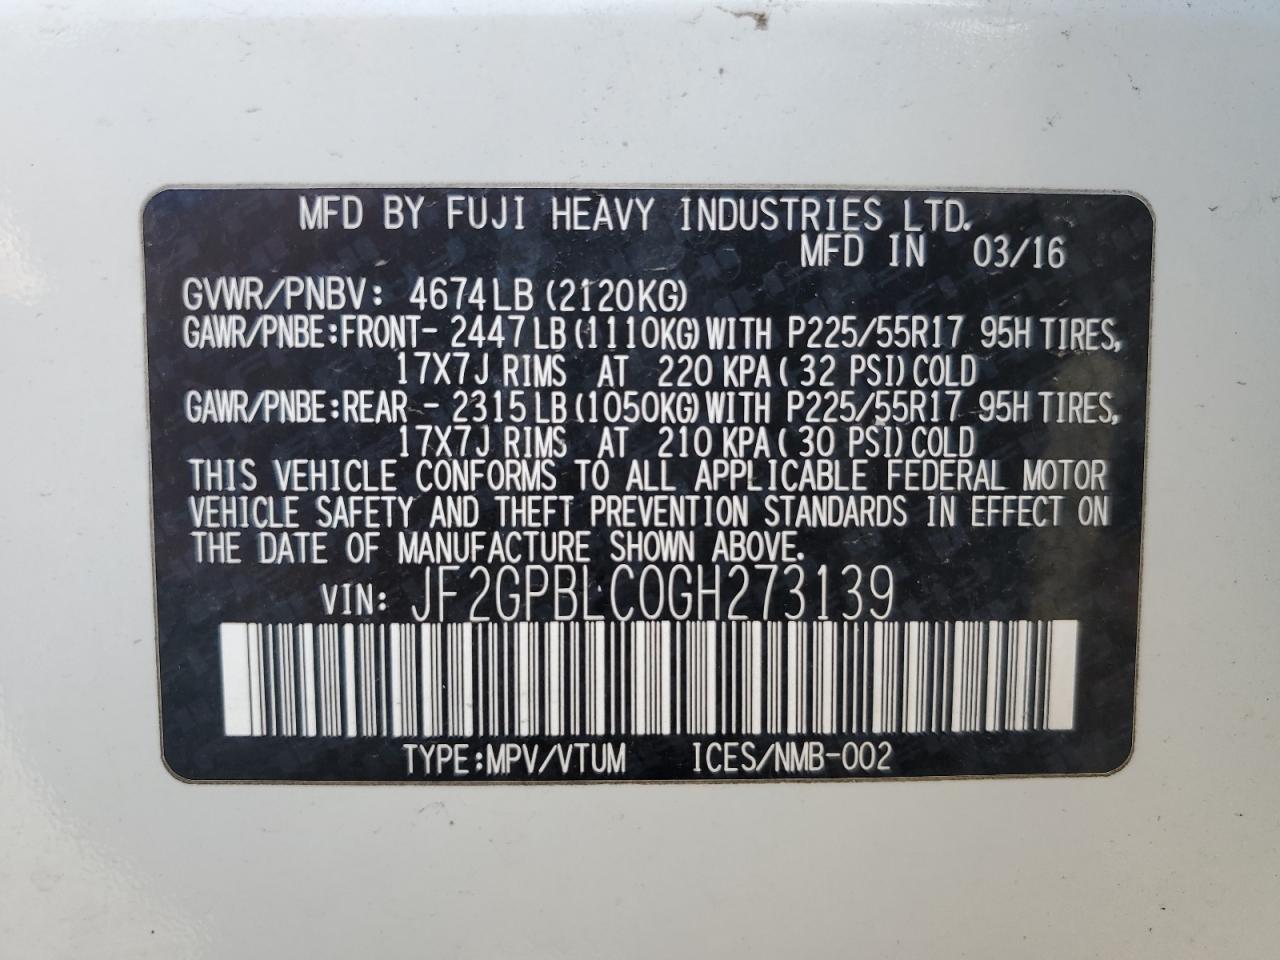 MFD BY FUJI HEAVY INDUSTRIES LTD.
MFD IN 03/16
GVWR/PNBV: 4674LB (2120KG)
GAWR/PNBE:FRONT- 2447LB (1110KG) WITH P225/55R17 95H TIRES,
17X7J RIMS AT 220 KPA ( 32 PSI) COLD
GAWR/PNBE:REAR - 2315LB (1050KG) WITH P225/55R17 95H TIRES,
17X7J RIMS AT 210 KPA ( 30 PSI) COLD
THIS VEHICLE CONFORMS TO ALL APPLICABLE FEDERAL MOTOR
VEHICLE SAFETY AND THEFT PREVENTION STANDARDS IN EFFECT ON
THE DATE OF MANUFACTURE SHOWN ABOVE.
VIN: JF2GPBLC0GH273139
TYPE:MPV/VTUM ICES/NMB-002